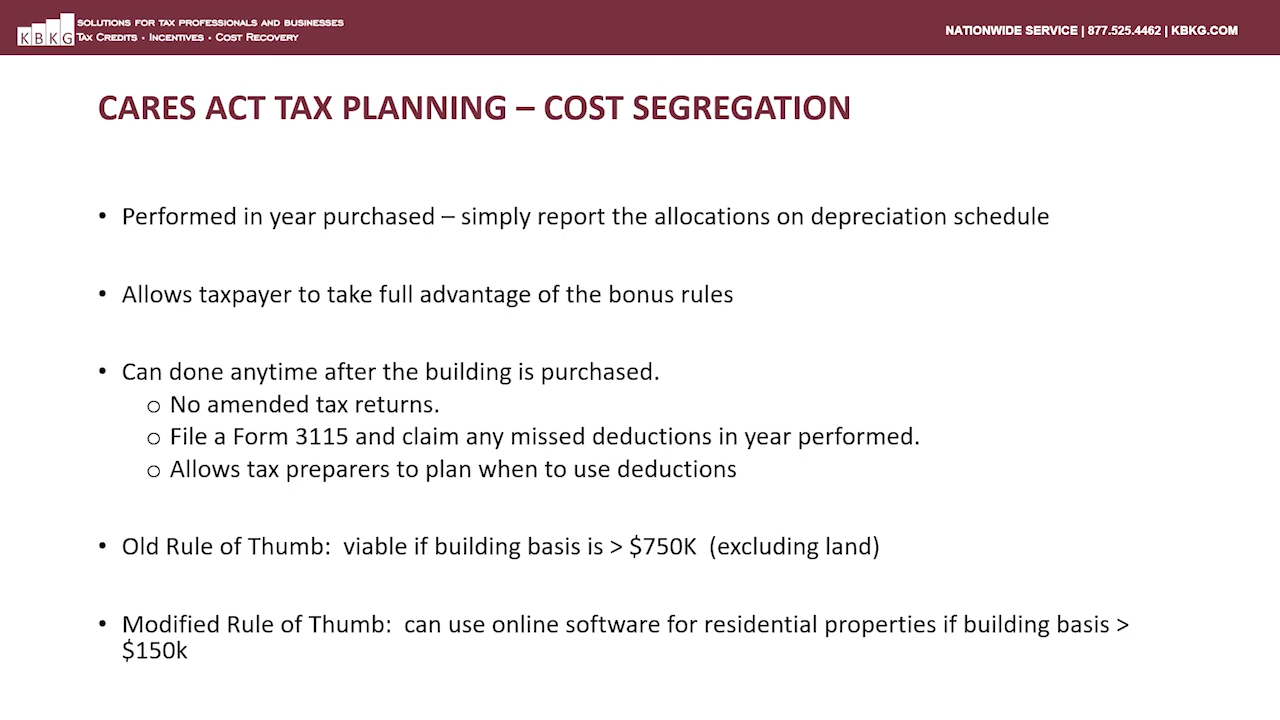 KBKG
SOLUTIONS FOR TAX PROFESSIONALS AND BUSINESSES
TAX CREDITS · INCENTIVES · COST RECOVERY
NATIONWIDE SERVICE | 877.525.4462 | KBKG.COM
CARES ACT TAX PLANNING – COST SEGREGATION
• Performed in year purchased – simply report the allocations on depreciation schedule
• Allows taxpayer to take full advantage of the bonus rules
• Can done anytime after the building is purchased.
o No amended tax returns.
o File a Form 3115 and claim any missed deductions in year performed.
o Allows tax preparers to plan when to use deductions
• Old Rule of Thumb:  viable if building basis is > $750K  (excluding land)
• Modified Rule of Thumb:  can use online software for residential properties if building basis >
$150k